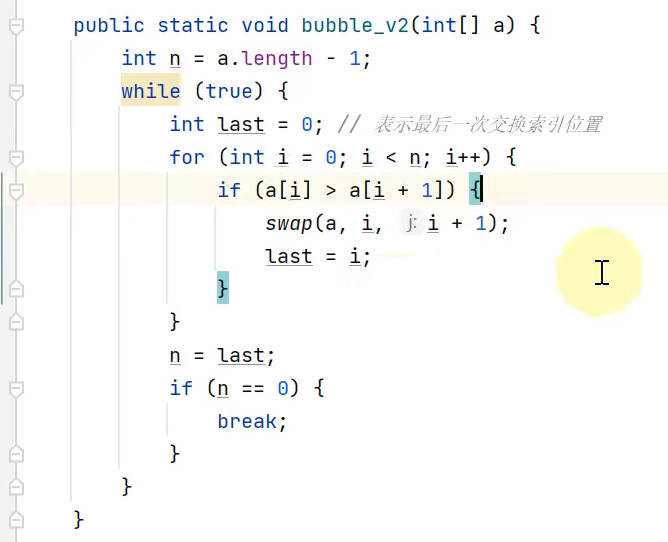 public static void bubble_v2(int[] a) {
int n = a.length - 1;
while (true) {
int last = 0; // 表示最后一次交换索引位置
for (int i = 0; i < n; i++) {
if (a[i] > a[i + 1]) {
swap(a, i, j: i + 1);
last = i;
}
}
n = last;
if (n == 0) {
break;
}
}
}